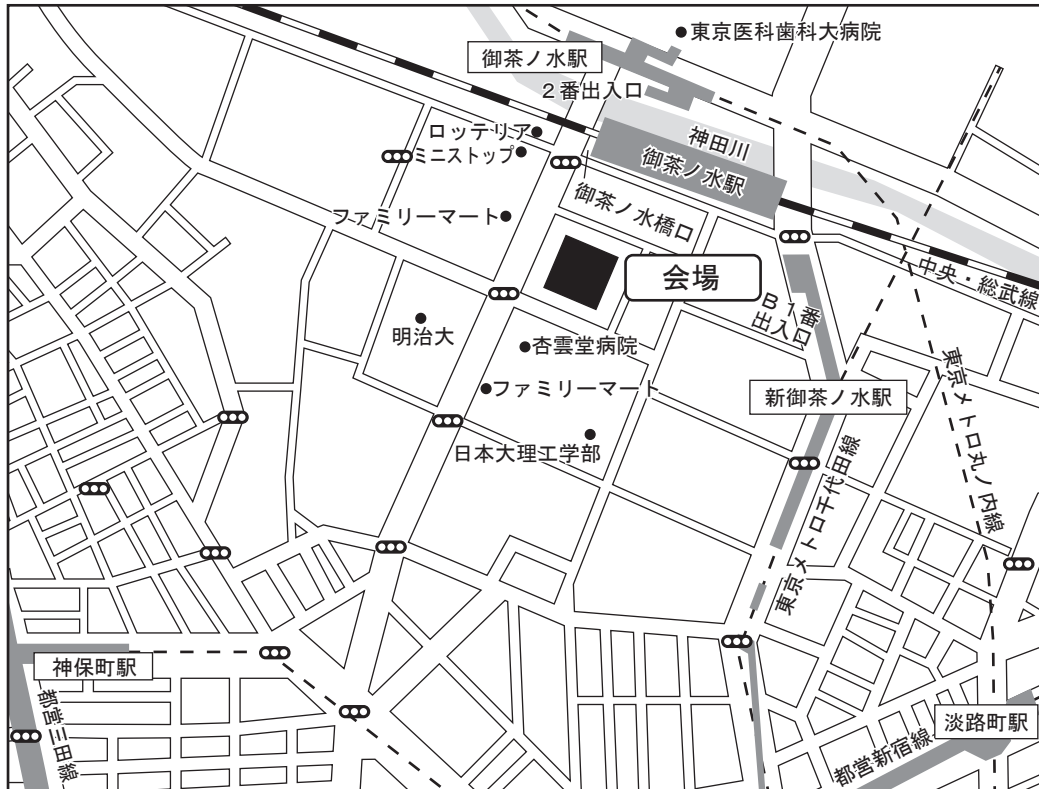 東京医科歯科大病院
御茶ノ水駅
2番出入口
ロッテリア
ミニストップ
神田川
御茶ノ水駅
ファミリーマート
御茶ノ水橋口
会場
中央・総武線
B1番
出入口
明治大
杏雲堂病院
ファミリーマート
新御茶ノ水駅
東京メトロ丸ノ内線
日本大理工学部
東京メトロ千代田線
神保町駅
都営三田線
淡路町駅
都営新宿線